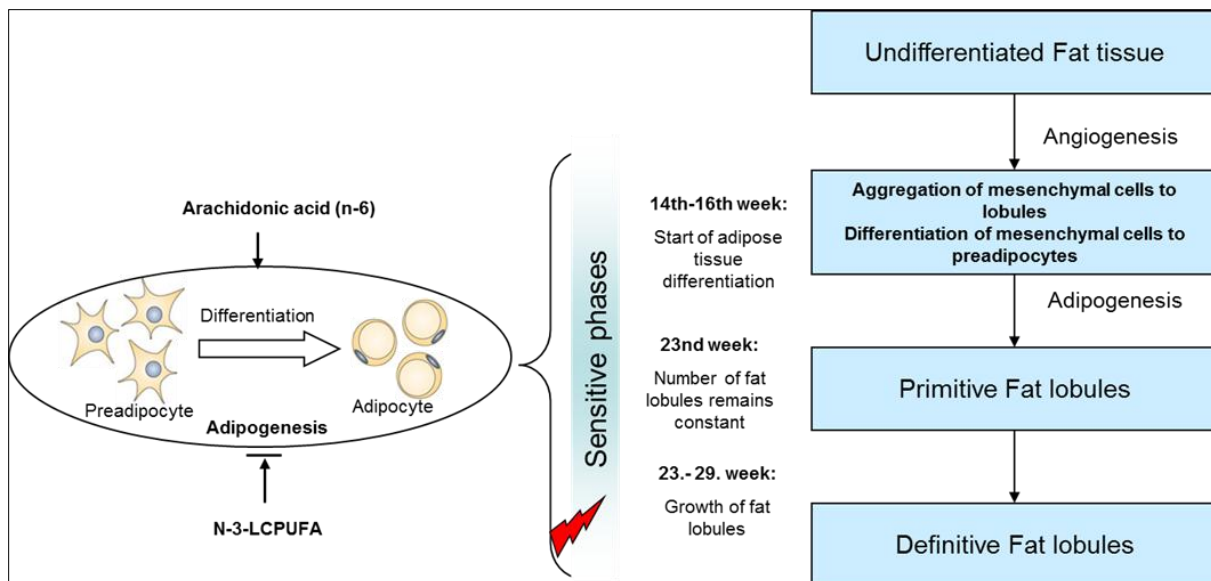 Arachidonic acid (n-6)
Differentiation
Preadipocyte
Adipocyte
Adipogenesis
N-3-LCPUFA
Sensitive phases
14th-16th week:
Start of adipose
tissue
differentiation
23nd week:
Number of fat
lobules remains
constant
23.- 29. week:
Growth of fat
lobules
Undifferentiated Fat tissue
Angiogenesis
Aggregation of mesenchymal cells to
lobules
Differentiation of mesenchymal cells to
preadipocytes
Adipogenesis
Primitive Fat lobules
Definitive Fat lobules